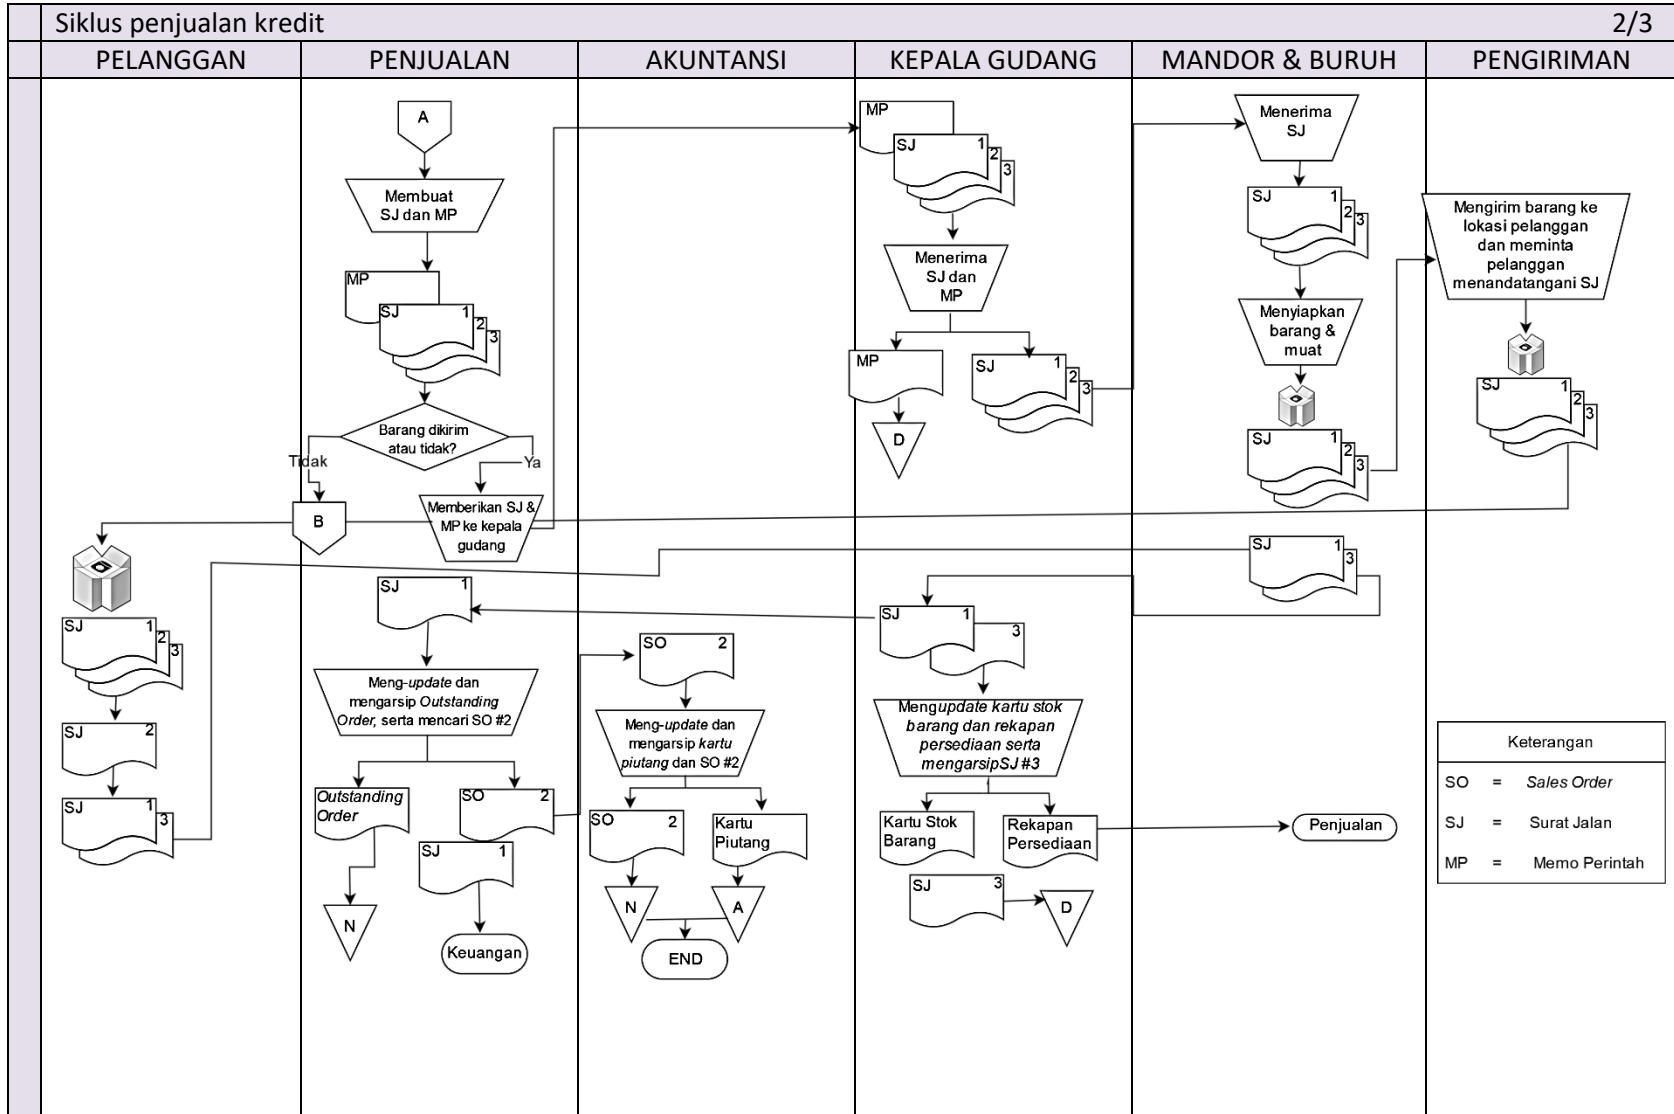 Siklus penjualan kredit 2/3
PELANGGAN PENJUALAN AKUNTANSI KEPALA GUDANG MANDOR & BURUH PENGIRIMAN
A
Membuat
SJ dan MP
MP
SJ 1
2
3
Barang dikirim
atau tidak?
Tidak
Ya
B
Memberikan SJ &
MP ke kepala
gudang
MP
SJ 1
2
3
Menerima
SJ dan
MP
MP
D
SJ 1
2
3
Menerima
SJ
SJ 1
2
3
Menyiapkan
barang &
muat
SJ 1
2
3
Mengirim barang ke
lokasi pelanggan
dan meminta
pelanggan
menandatangani SJ
SJ 1
2
3
SJ 1
2
3
SJ 2
SJ 1
3
SJ 1
3
SJ 1
3
SJ 1
Meng-update dan
mengarsip Outstanding
Order, serta mencari SO #2
Outstanding
Order
N
SO 2
SJ 1
Keuangan
SO 2
Meng-update dan
mengarsip kartu
piutang dan SO #2
SO 2
Kartu
Piutang
N
A
END
Mengupdate kartu stok
barang dan rekapan
persediaan serta
mengarsipSJ #3
Kartu Stok
Barang
Rekapan
Persediaan
SJ 3
D
Penjualan
Keterangan
SO = Sales Order
SJ = Surat Jalan
MP = Memo Perintah